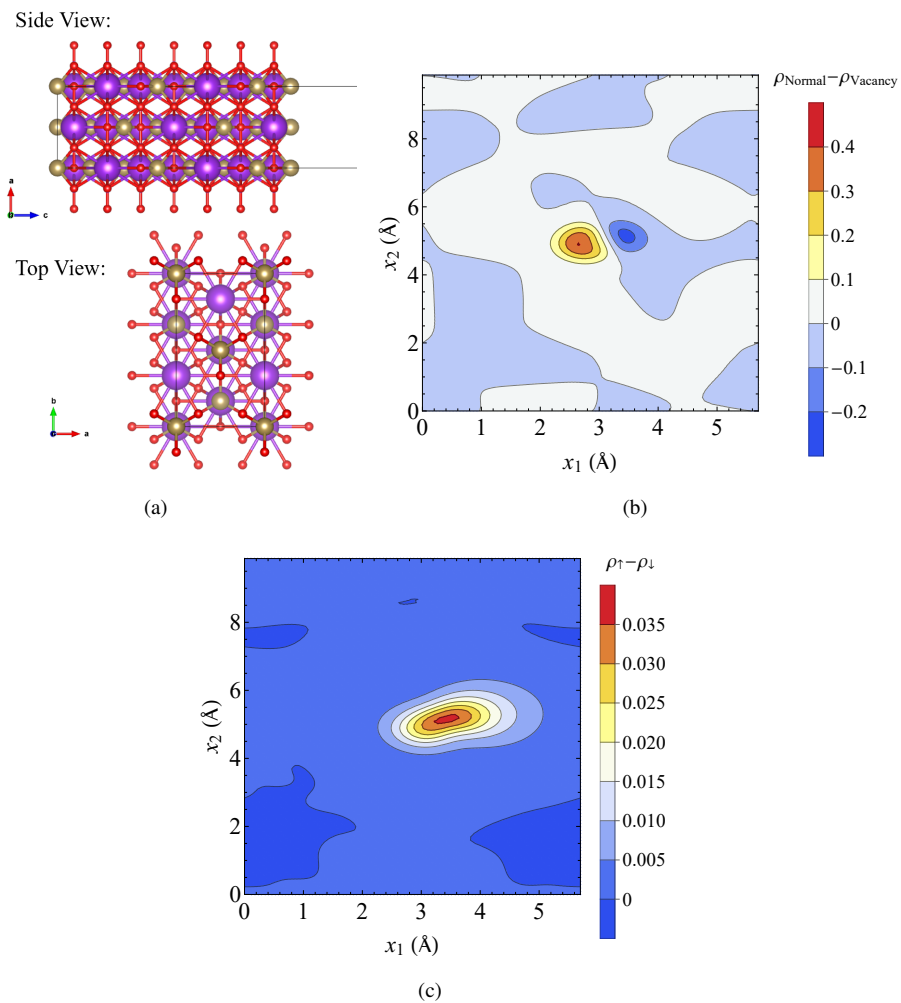 Side View:
a
b
c
Top View:
b
c
a
(a)
ρNormal−ρVacancy
0.4
0.3
0.2
0.1
0
−0.1
−0.2
8
6
4
2
0
x2 (Å)
0 1 2 3 4 5
x1 (Å)
(b)
ρ↑−ρ↓
0.035
0.030
0.025
0.020
0.015
0.010
0.005
0
8
6
4
2
0
x2 (Å)
0 1 2 3 4 5
x1 (Å)
(c)